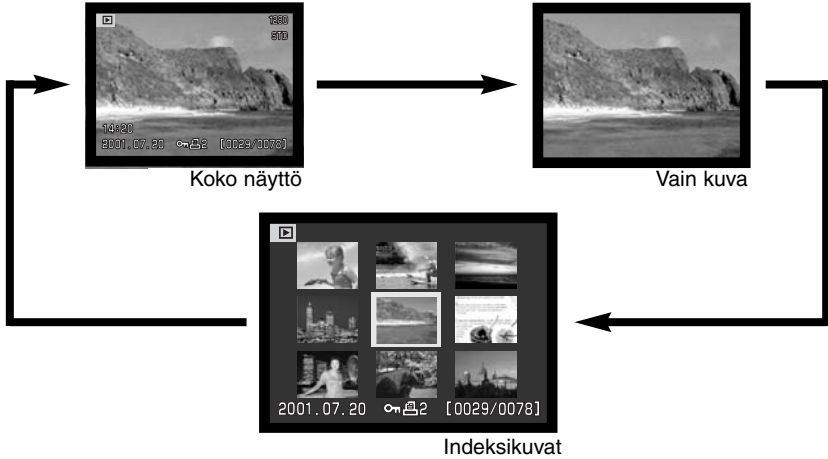 1280
STD
14:20
2001.07.20 2 [0029/0078]
Koko näyttö
Vain kuva
2001.07.20 2 [0029/0078]
Indeksikuvat